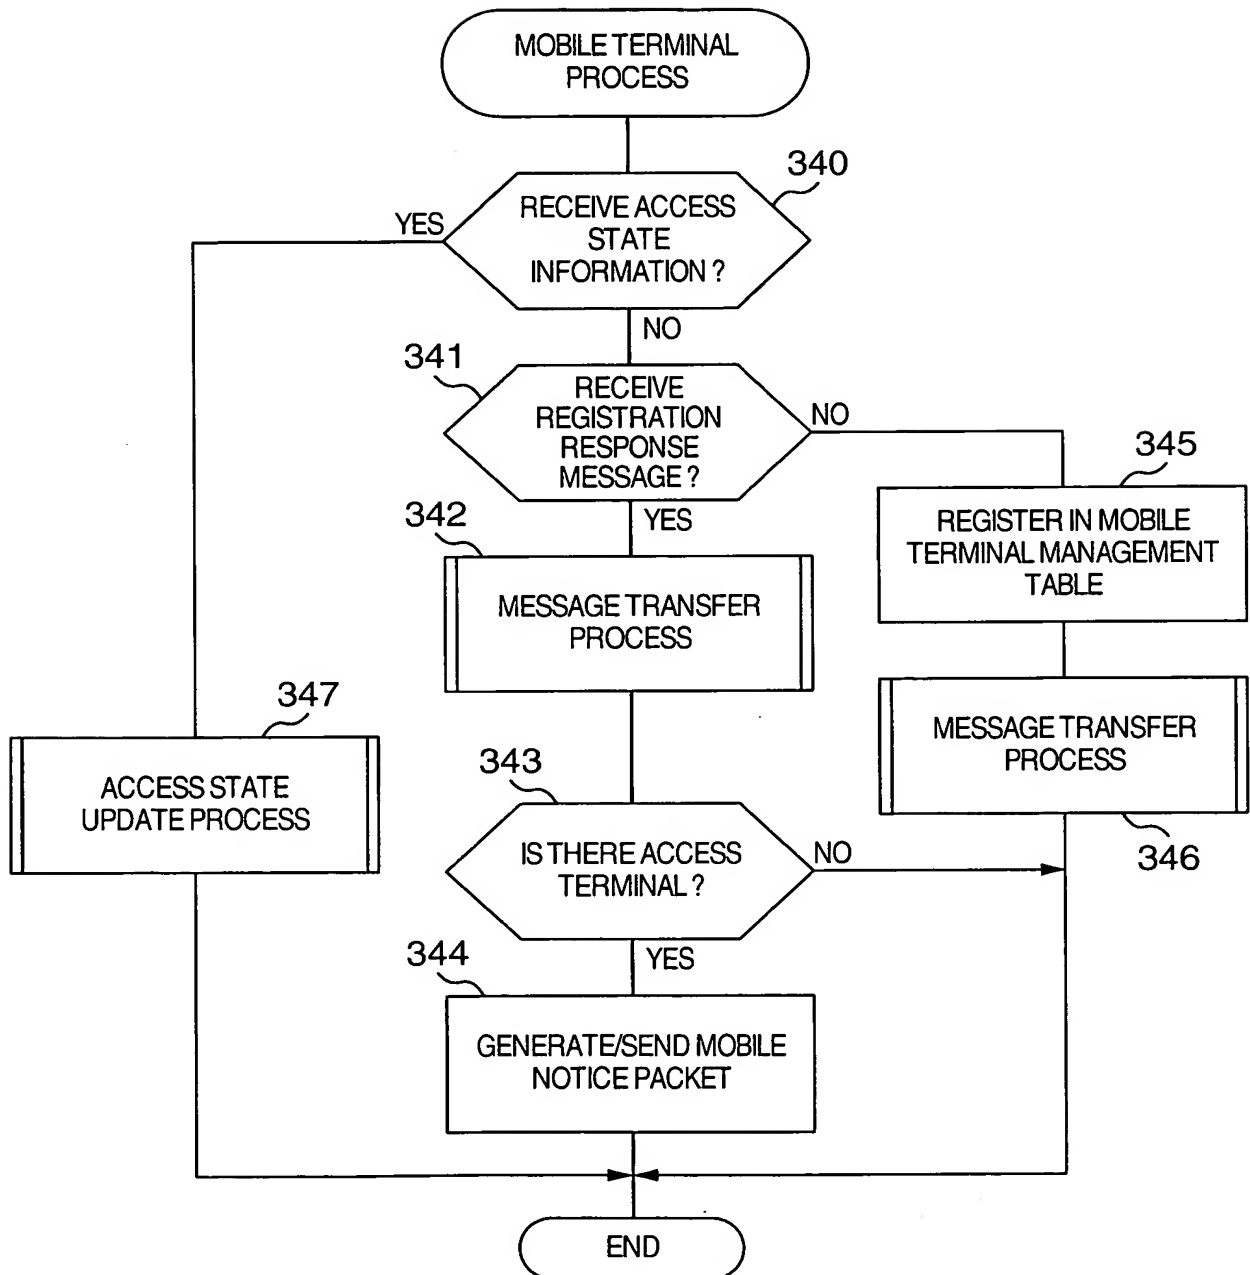 MOBILE TERMINAL
PROCESS
340
RECEIVE ACCESS
STATE
INFORMATION ?
YES
NO
341
RECEIVE
REGISTRATION
RESPONSE
MESSAGE ?
NO
YES
345
REGISTER IN MOBILE
TERMINAL MANAGEMENT
TABLE
342
MESSAGE TRANSFER
PROCESS
MESSAGE TRANSFER
PROCESS
346
347
ACCESS STATE
UPDATE PROCESS
343
IS THERE ACCESS
TERMINAL ?
NO
YES
344
GENERATE/SEND MOBILE
NOTICE PACKET
END